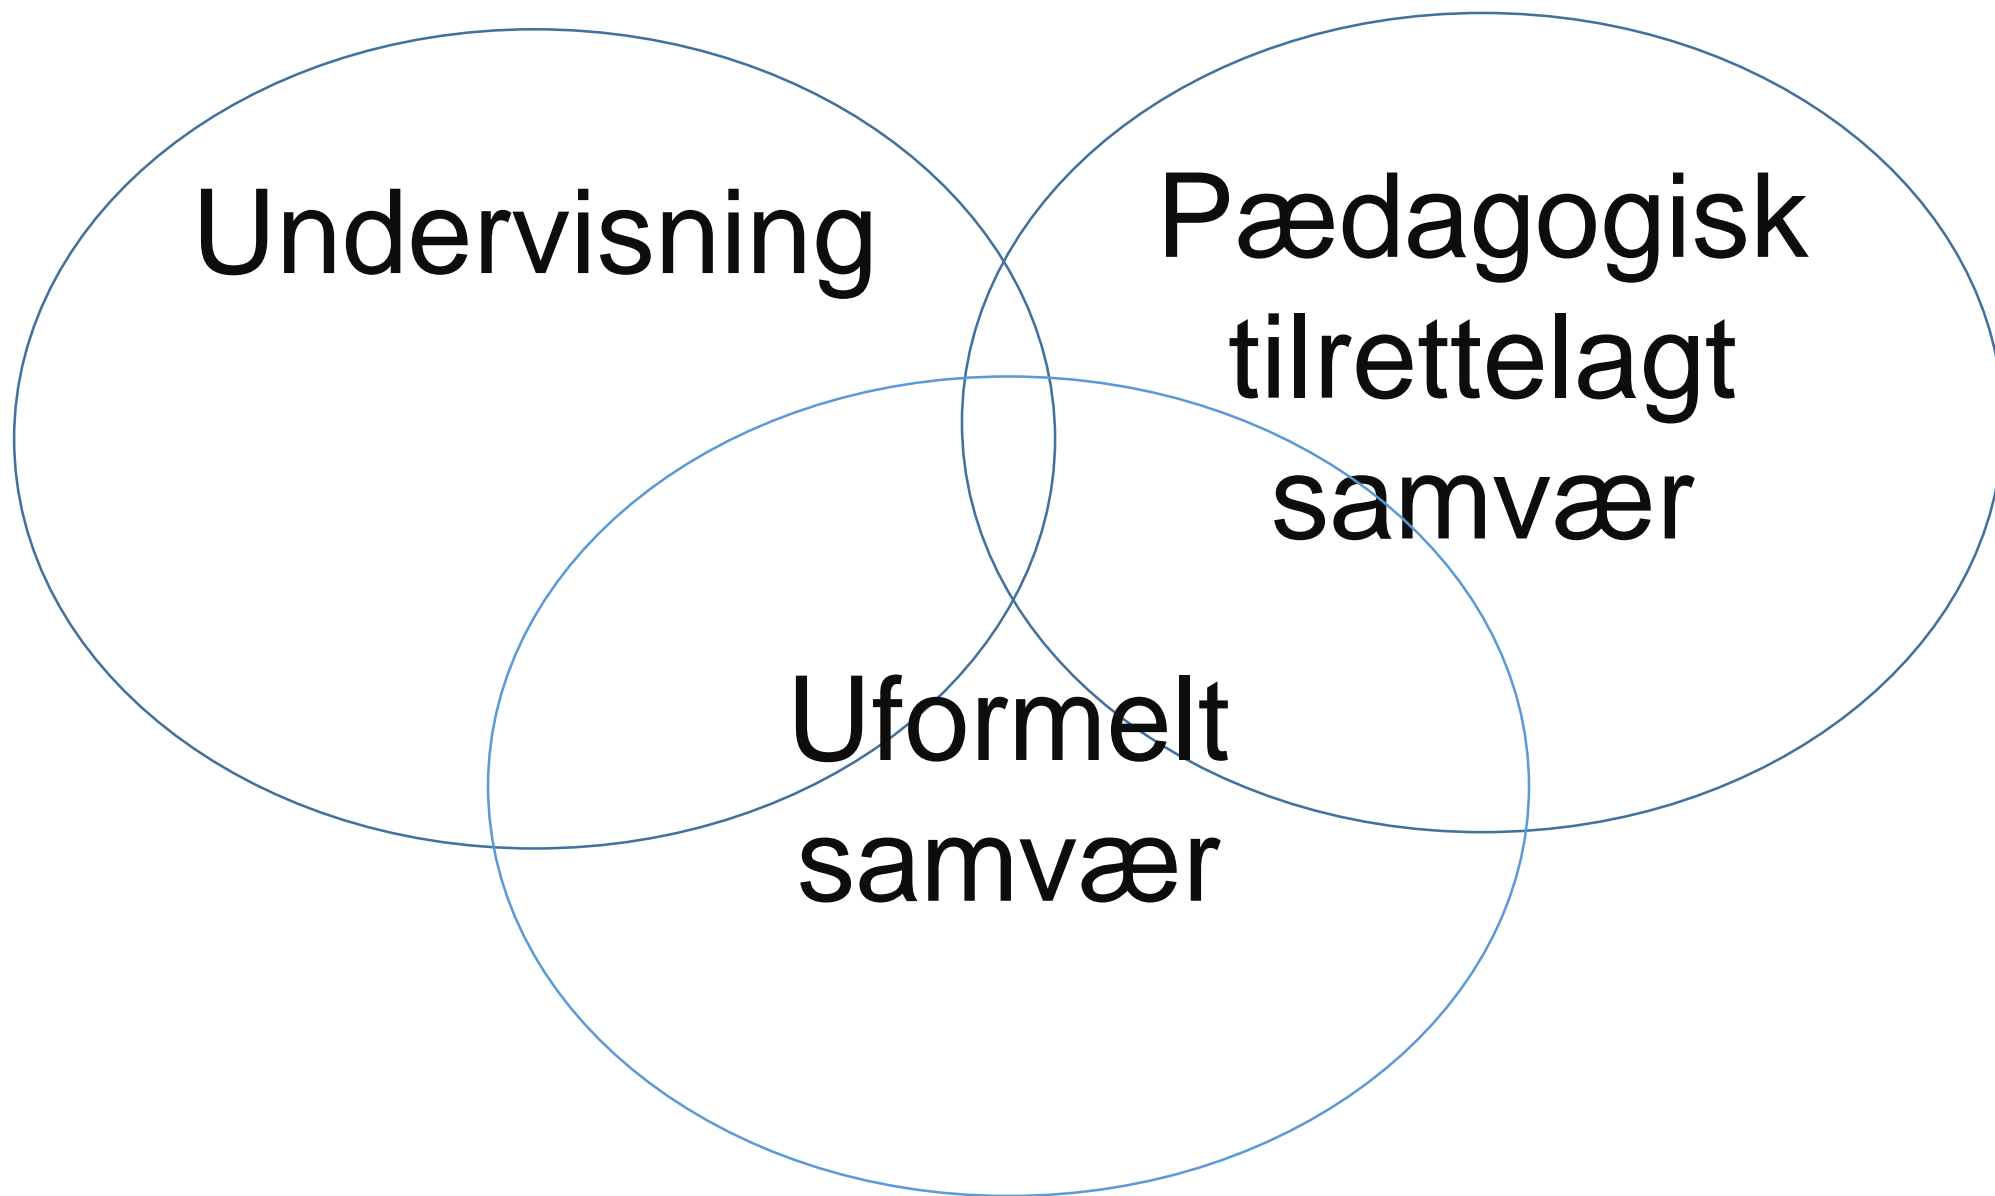 Undervisning
Pædagogisk
tilrettelagt
samvær
Uformelt
samvær